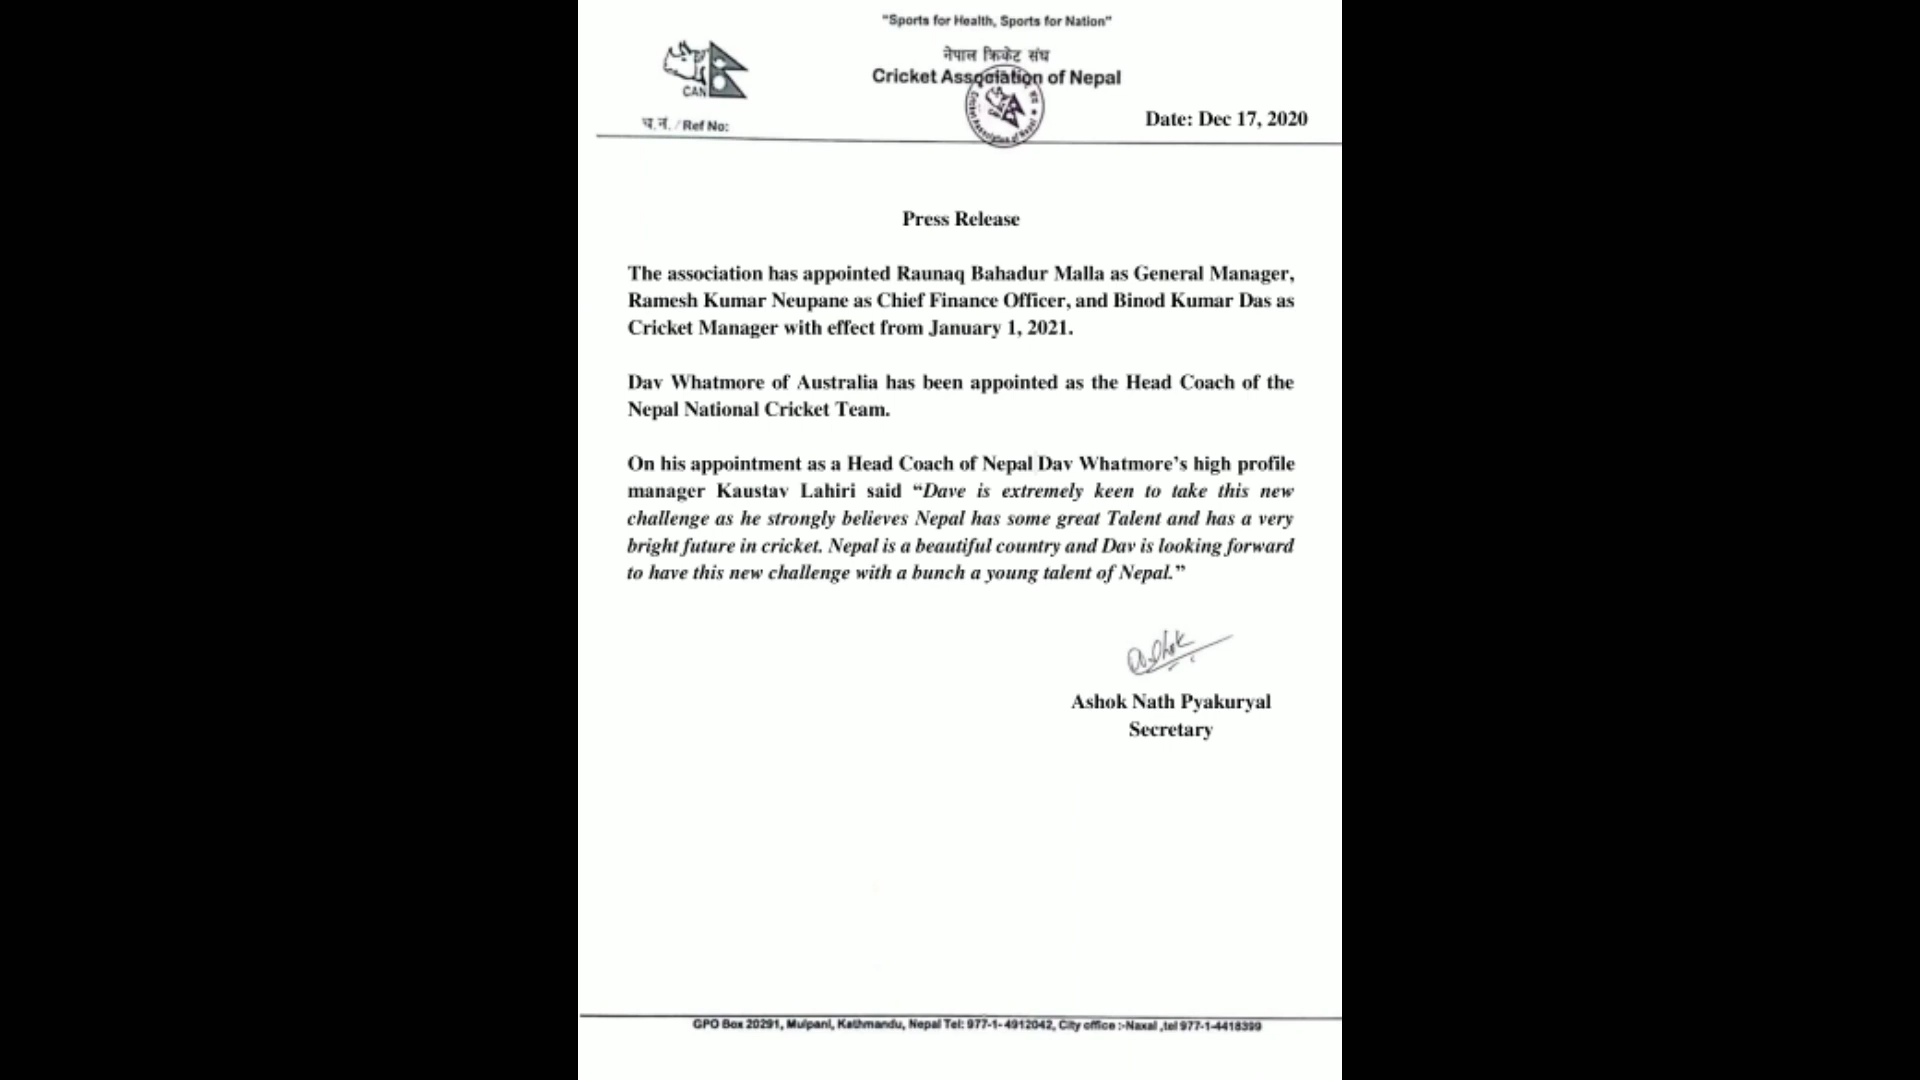 "Sports for Health, Sports for Nation"
नेपाल क्रिकेट संघ
Cricket Association of Nepal
CAN
Cricket Association of Nepal
च.नं. / Ref No:
Date: Dec 17, 2020
Press Release
The association has appointed Raunaq Bahadur Malla as General Manager,
Ramesh Kumar Neupane as Chief Finance Officer, and Binod Kumar Das as
Cricket Manager with effect from January 1, 2021.
Dav Whatmore of Australia has been appointed as the Head Coach of the
Nepal National Cricket Team.
On his appointment as a Head Coach of Nepal Dav Whatmore’s high profile
manager Kaustav Lahiri said “Dave is extremely keen to take this new
challenge as he strongly believes Nepal has some great Talent and has a very
bright future in cricket. Nepal is a beautiful country and Dav is looking forward
to have this new challenge with a bunch a young talent of Nepal.”
Ashok
Ashok Nath Pyakuryal
Secretary
GPO Box 20291, Mulpani, Kathmandu, Nepal Tel: 977-1- 4912042, City office :-Naxal ,tel 977-1-4418399